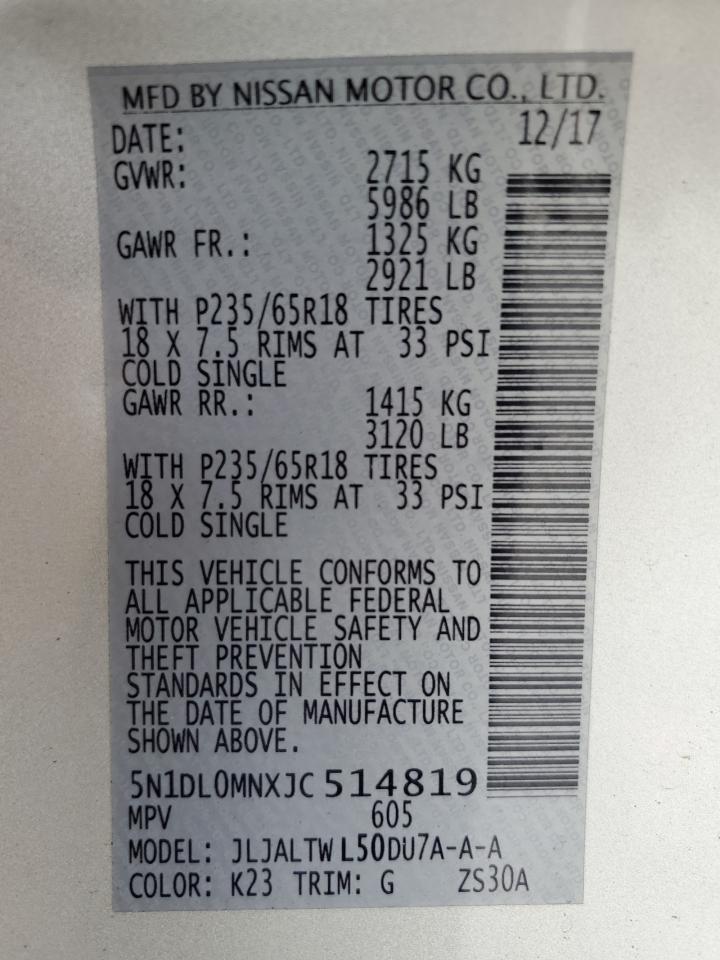 MFD BY NISSAN MOTOR CO., LTD.
DATE: 12/17
GVWR: 2715 KG
5986 LB
GAWR FR.: 1325 KG
2921 LB
WITH P235/65R18 TIRES
18 X 7.5 RIMS AT 33 PSI
COLD SINGLE
GAWR RR.: 1415 KG
3120 LB
WITH P235/65R18 TIRES
18 X 7.5 RIMS AT 33 PSI
COLD SINGLE
THIS VEHICLE CONFORMS TO
ALL APPLICABLE FEDERAL
MOTOR VEHICLE SAFETY AND
THEFT PREVENTION
STANDARDS IN EFFECT ON
THE DATE OF MANUFACTURE
SHOWN ABOVE.
5N1DL0MNXJC 514819
MPV 605
MODEL: JLJALTWL50DU7A-A-A
COLOR: K23 TRIM: G ZS30A